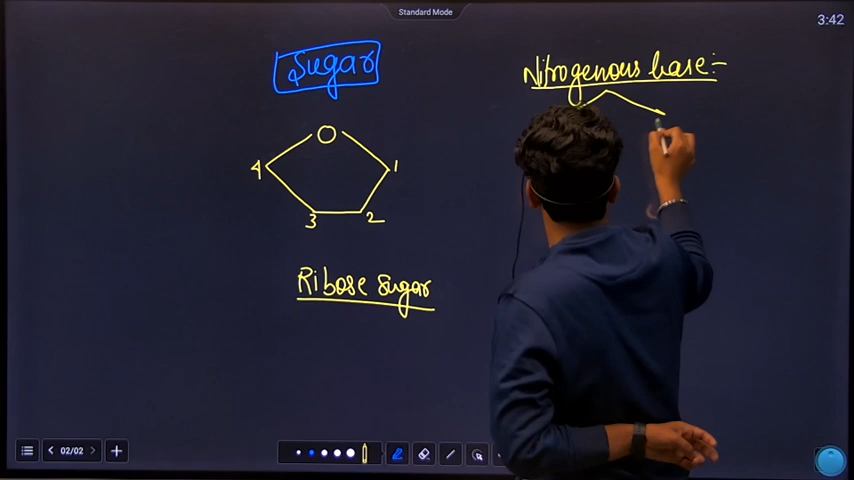 Standard Mode
3:42
Sugar
O
4
1
3
2
Ribose sugar
Nitrogenous base:-
02/02